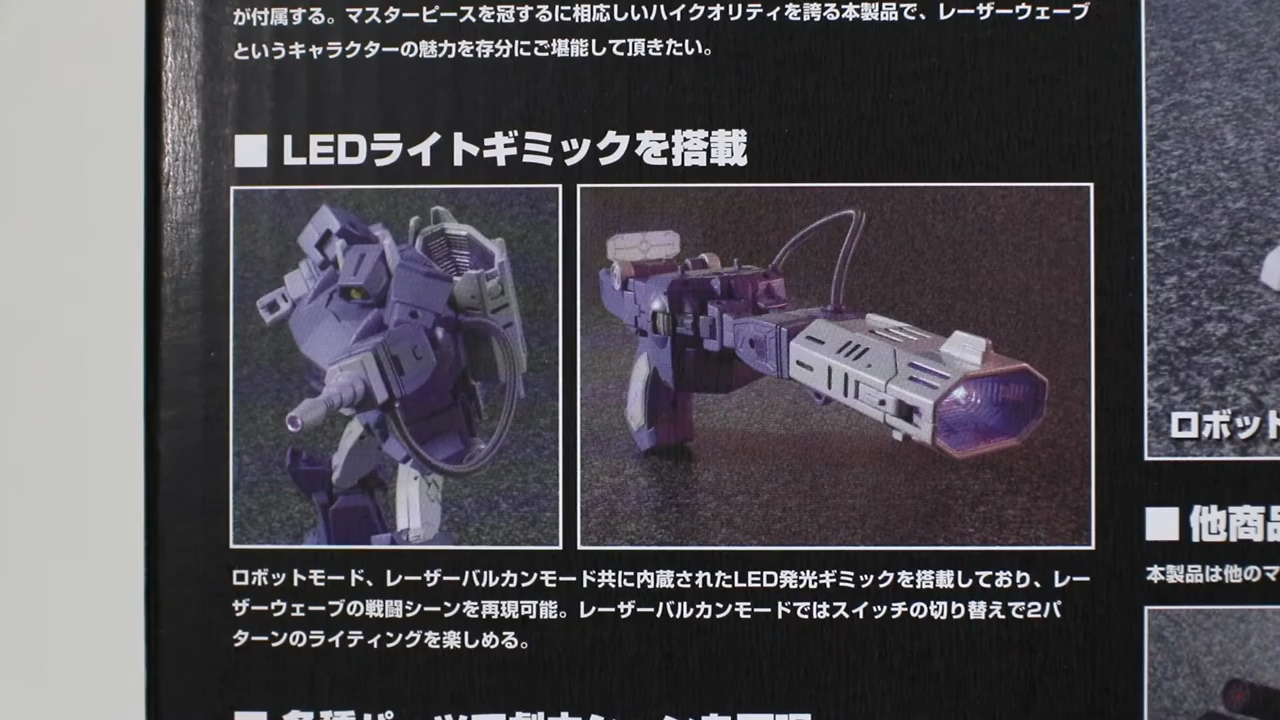 が付属する。マスターピースを冠するに相応しいハイクオリティを誇る本製品で、レーザーウェーブ
というキャラクターの魅力を存分にご堪能して頂きたい。
■ LEDライトギミックを搭載
ロボットモード、レーザーバルカンモード共に内蔵されたLED発光ギミックを搭載しており、レー
ザーウェーブの戦闘シーンを再現可能。レーザーバルカンモードではスイッチの切り替えで2パ
ターンのライティングを楽しめる。
ロボット
■ 他商品
本製品は他のマ